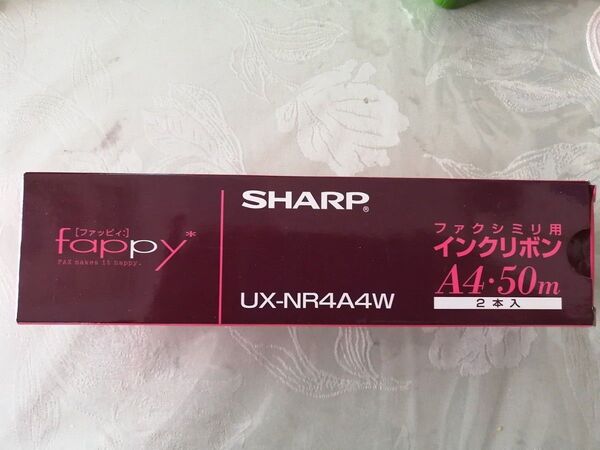 [ファッピィ:]
fappy*
FAX makes it happy.
SHARP®
UX-NR4A4W
ファクシミリ用
インクリボン
A4・50m
2本入